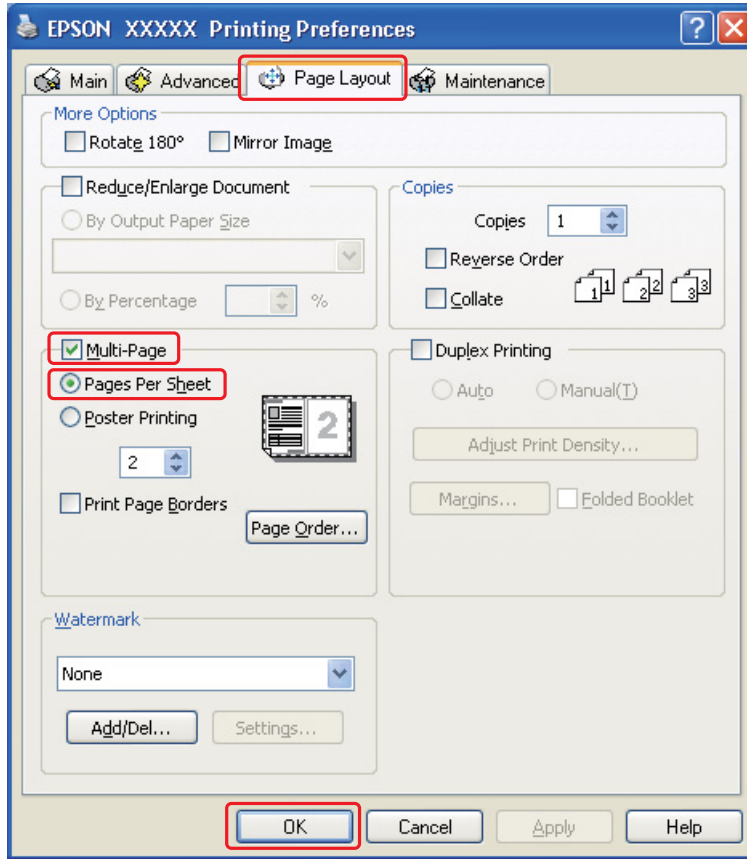 EPSON XXXXX Printing Preferences
Main
Advanced
Page Layout
Maintenance
More Options
Rotate 180°
Mirror Image
Reduce/Enlarge Document
By Output Paper Size
By Percentage
%
Copies
Copies 1
Reverse Order
Collate
1 1 2 2 3 3
Multi-Page
Pages Per Sheet
Poster Printing
2
2
Print Page Borders
Page Order...
Duplex Printing
Auto
Manual(T)
Adjust Print Density...
Margins...
Folded Booklet
Watermark
None
Add/Del...
Settings...
OK
Cancel
Apply
Help